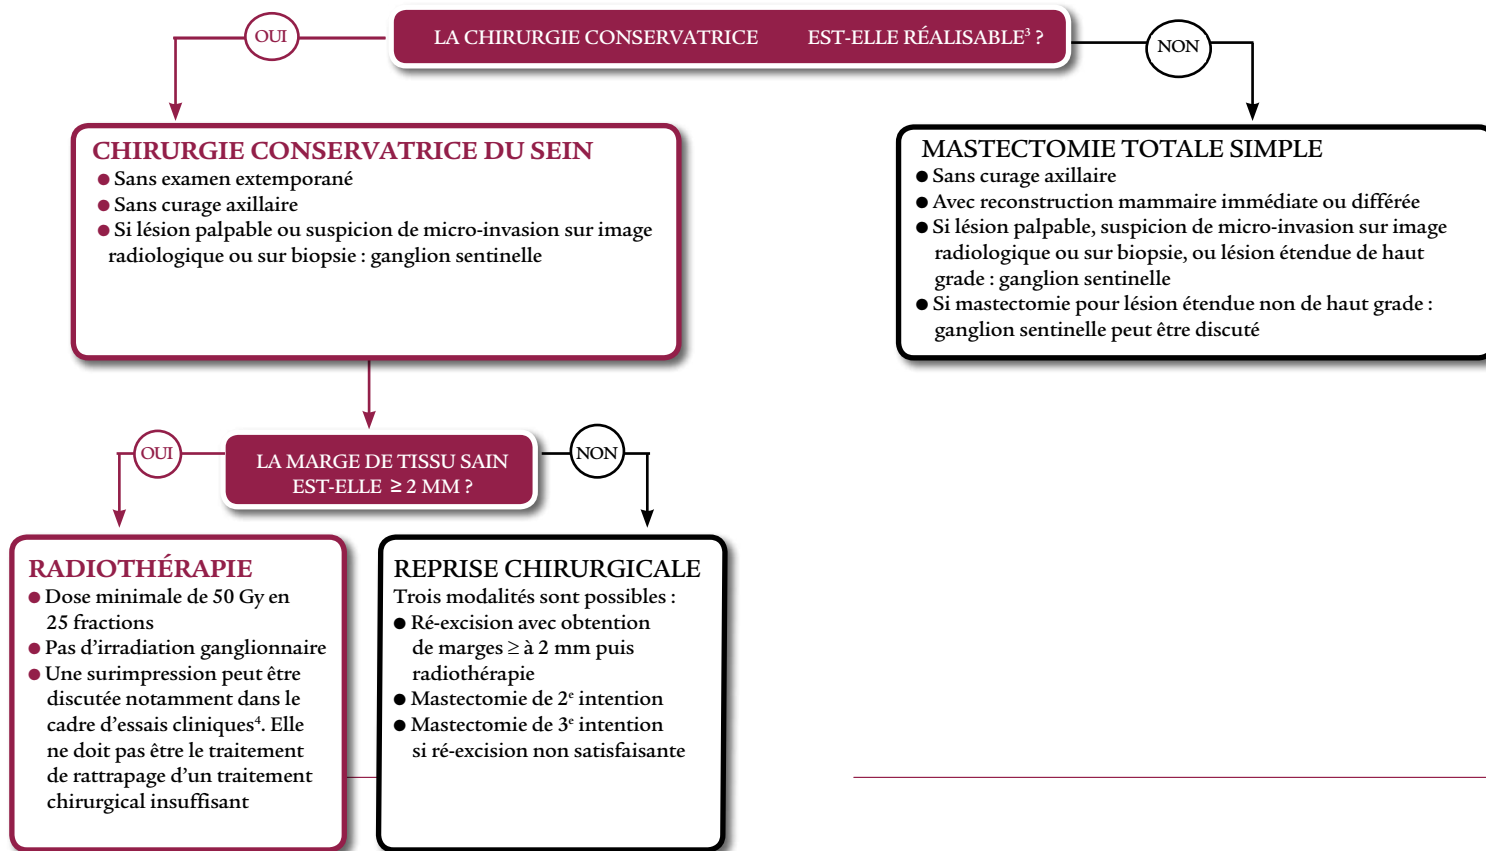 OUI
LA CHIRURGIE CONSERVATRICE EST-ELLE RÉALISABLE³ ?
NON
CHIRURGIE CONSERVATRICE DU SEIN
● Sans examen extemporané
● Sans curage axillaire
● Si lésion palpable ou suspicion de micro-invasion sur image
radiologique ou sur biopsie : ganglion sentinelle
MASTECTOMIE TOTALE SIMPLE
● Sans curage axillaire
● Avec reconstruction mammaire immédiate ou différée
● Si lésion palpable, suspicion de micro-invasion sur image
radiologique ou sur biopsie, ou lésion étendue de haut
grade : ganglion sentinelle
● Si mastectomie pour lésion étendue non de haut grade :
ganglion sentinelle peut être discuté
OUI
LA MARGE DE TISSU SAIN
EST-ELLE ≥ 2 MM ?
NON
RADIOTHÉRAPIE
● Dose minimale de 50 Gy en
25 fractions
● Pas d’irradiation ganglionnaire
● Une surimpression peut être
discutée notamment dans le
cadre d’essais cliniques⁴. Elle
ne doit pas être le traitement
de rattrapage d’un traitement
chirurgical insuffisant
REPRISE CHIRURGICALE
Trois modalités sont possibles :
● Ré-excision avec obtention
de marges ≥ à 2 mm puis
radiothérapie
● Mastectomie de 2ᵉ intention
● Mastectomie de 3ᵉ intention
si ré-excision non satisfaisante